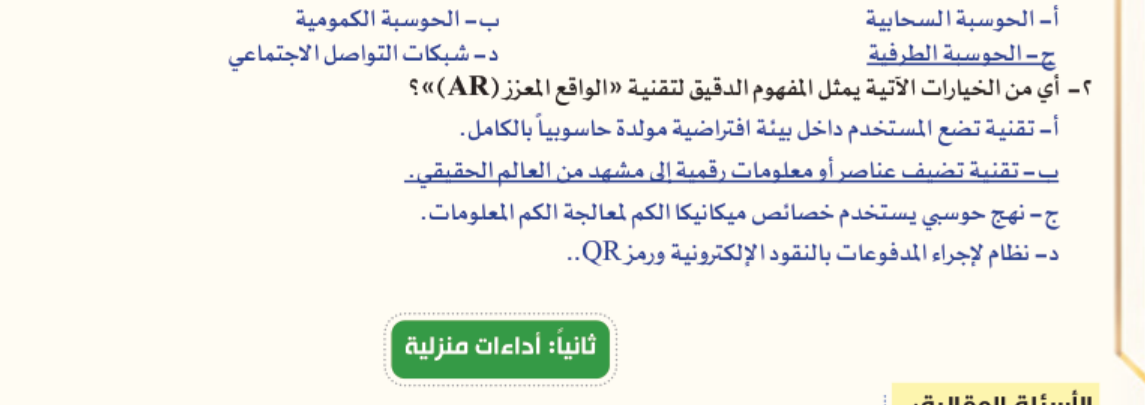 أ- الحوسبة السحابية ب- الحوسبة الكمومية
ج- الحوسبة الطرفية د- شبكات التواصل الاجتماعي
٢- أي من الخيارات الآتية يمثل المفهوم الدقيق لتقنية «الواقع المعزز (AR)»؟
أ- تقنية تضع المستخدم داخل بيئة افتراضية مولدة حاسوبياً بالكامل.
ب- تقنية تضيف عناصر أو معلومات رقمية إلى مشهد من العالم الحقيقي.
ج- نهج حوسبي يستخدم خصائص ميكانيكا الكم لمعالجة الكم المعلومات.
د- نظام لإجراء المدفوعات بالنقود الإلكترونية ورمز QR..
ثانياً: أداءات منزلية
الأسئلة المقالية: